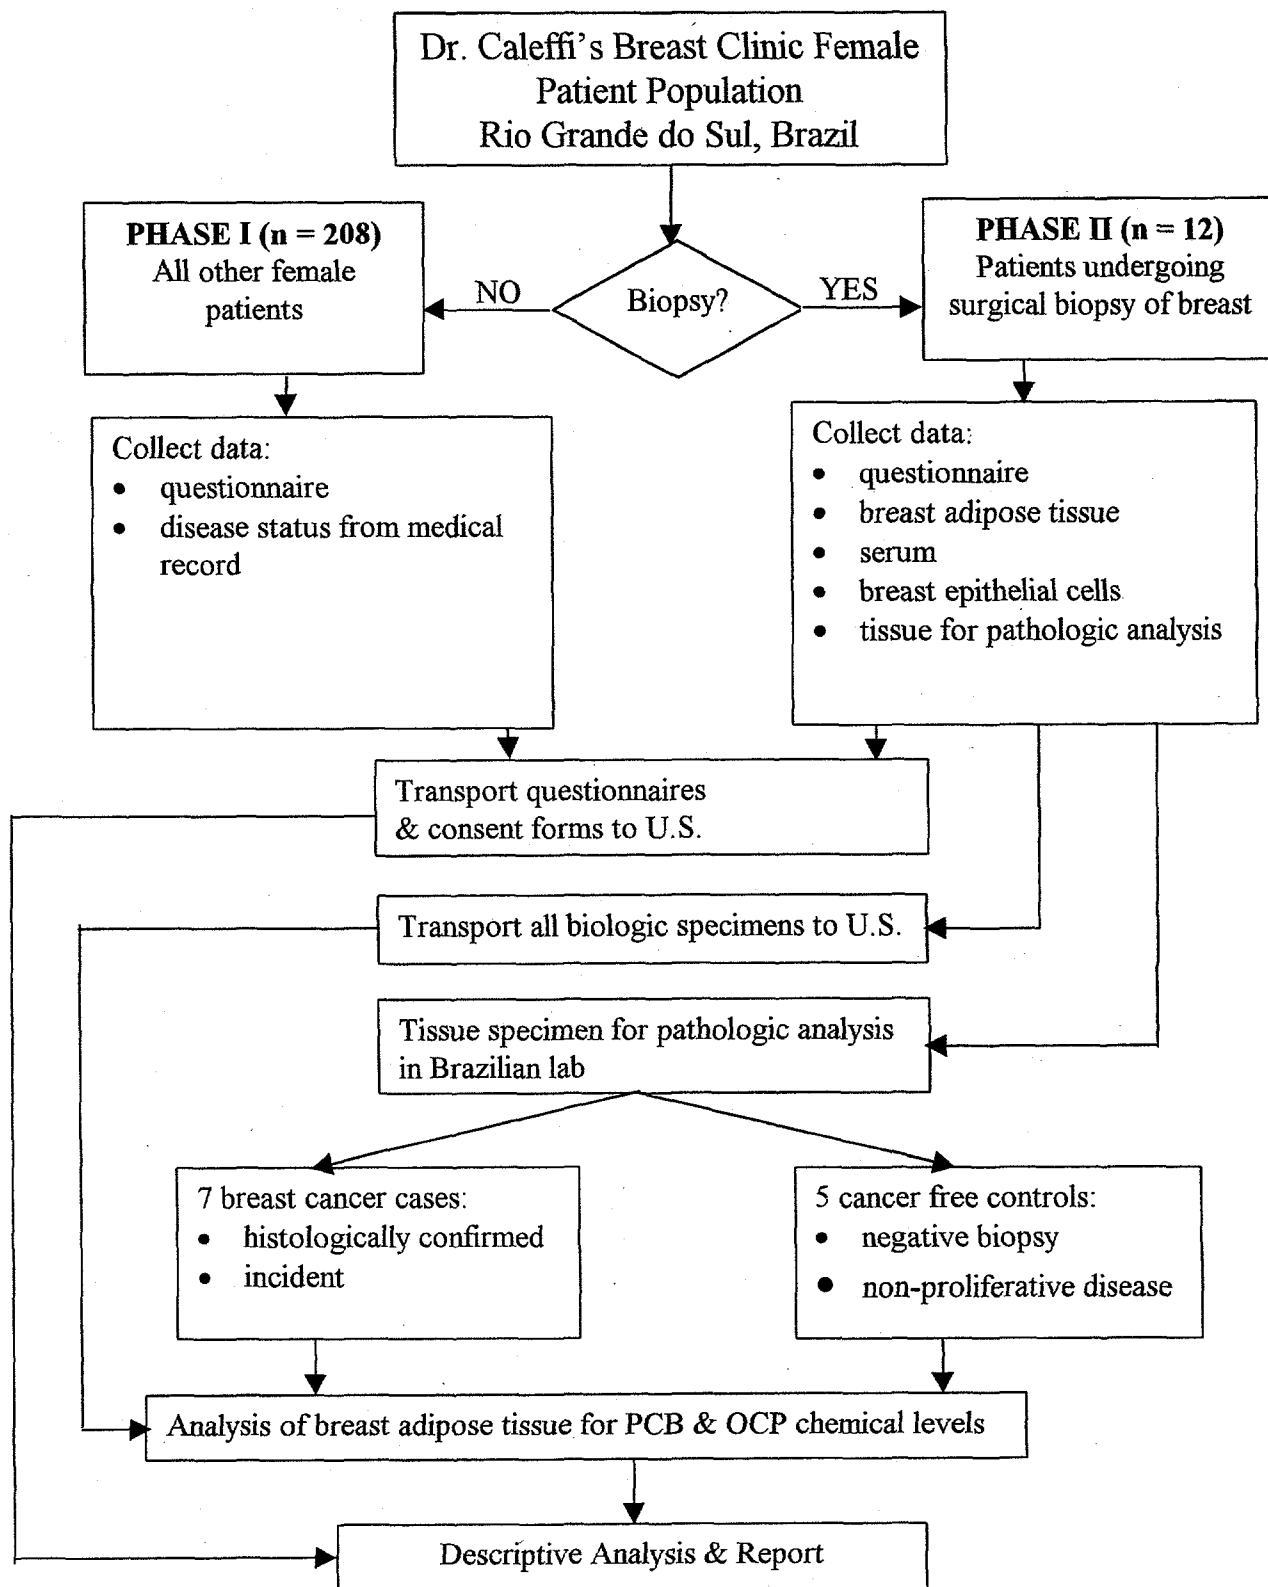 Dr. Caleffi's Breast Clinic Female
Patient Population
Rio Grande do Sul, Brazil
PHASE I (n = 208)
All other female
patients
NO
Biopsy?
YES
PHASE II (n = 12)
Patients undergoing
surgical biopsy of breast
Collect data:
• questionnaire
• disease status from medical
record
Collect data:
• questionnaire
• breast adipose tissue
• serum
• breast epithelial cells
• tissue for pathologic analysis
Transport questionnaires
& consent forms to U.S.
Transport all biologic specimens to U.S.
Tissue specimen for pathologic analysis
in Brazilian lab
7 breast cancer cases:
• histologically confirmed
• incident
5 cancer free controls:
• negative biopsy
• non-proliferative disease
Analysis of breast adipose tissue for PCB & OCP chemical levels
Descriptive Analysis & Report